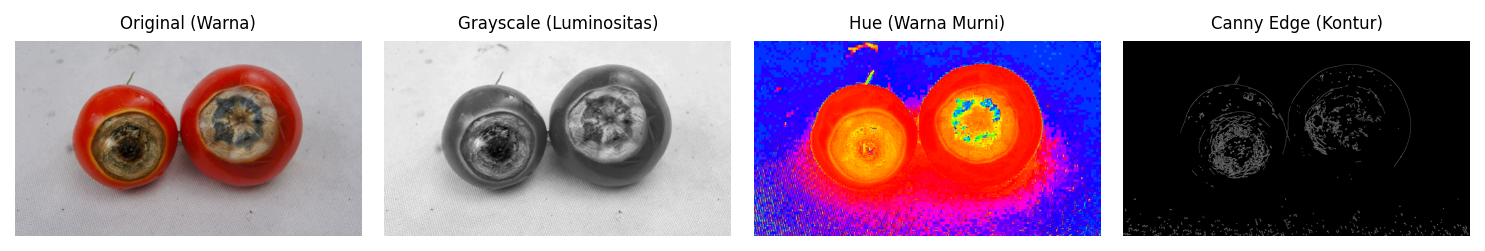 Original (Warna)
Grayscale (Luminositas)
Hue (Warna Murni)
Canny Edge (Kontur)